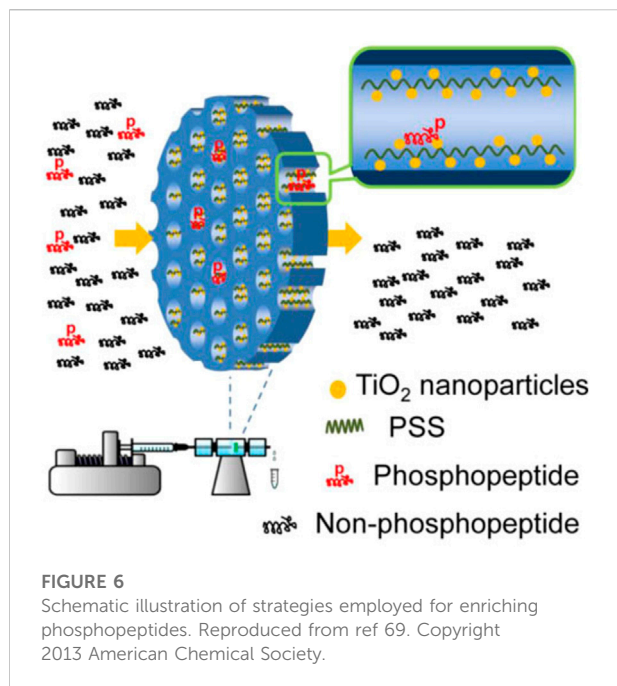 p
p
p
p
p
p
p
p
p
TiO₂ nanoparticles
PSS
p
Phosphopeptide
Non-phosphopeptide
FIGURE 6
Schematic illustration of strategies employed for enriching
phosphopeptides. Reproduced from ref 69. Copyright
2013 American Chemical Society.